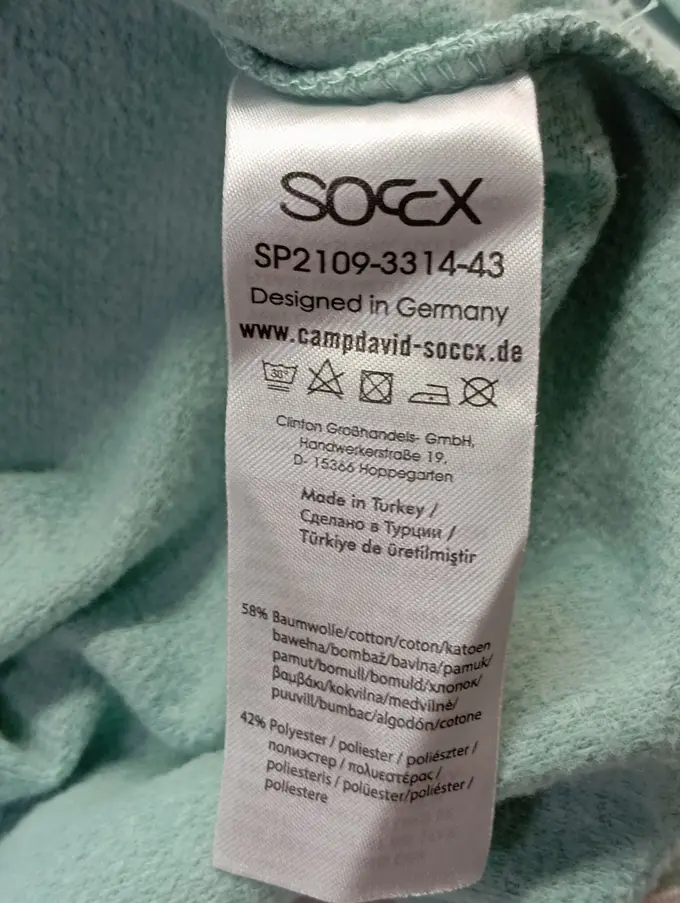 SOCCX
SP2109-3314-43
Designed in Germany
www.campdavid-soccx.de
30°
Clinton Großhandels- GmbH,
Handwerkerstraße 19,
D- 15366 Hoppegarten
Made in Turkey /
Сделано в Турции /
Türkiye de üretilmiştir
58% Baumwolle/cotton/coton/katoen
bawełna/bombaž/bavlna/pamuk/
pamut/bomull/bomuld/хлопок/
βαμβάκι/kokvilna/medvilnė/
puuvill/bumbac/algodón/cotone
42% Polyester / poliester / poliészter /
полиэстер / πολυεστέρας/
poliesteris / polüester/poliéster /
poliestere